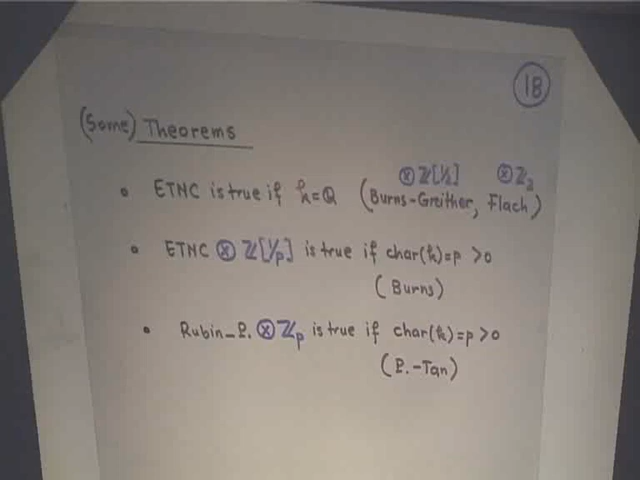 18
(Some) Theorems
⊗ℤ[1/2] ⊗ℤ₂
• ETNC is true if k=Q (Burns-Greither, Flach)
• ETNC ⊗ ℤ[1/p] is true if char(k)=p >0
(Burns)
• Rubin-P. ⊗ℤp is true if char(k)=p>0
(P.-Tan)